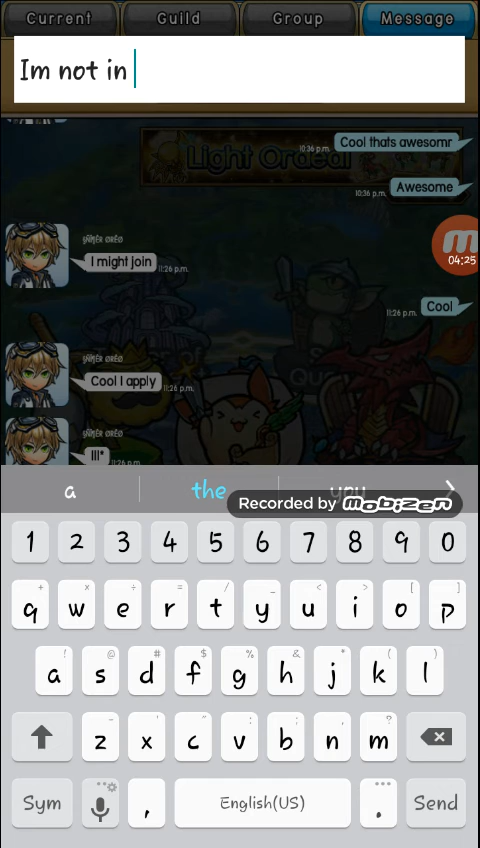 Current Guild Group Message
Im not in
Light Ordeal
10:36 p.m. Cool thats awesomr
10:36 p.m. Awesome
I might join 11:26 p.m.
04:25
11:26 p.m. Cool
Cool I apply 11:26 p.m.
Ill* 11:26 p.m.
a the you
Recorded by mobizen
1 2 3 4 5 6 7 8 9 0
q w e r t y u i o p
a s d f g h j k l
z x c v b n m
Sym , English(US) . Send